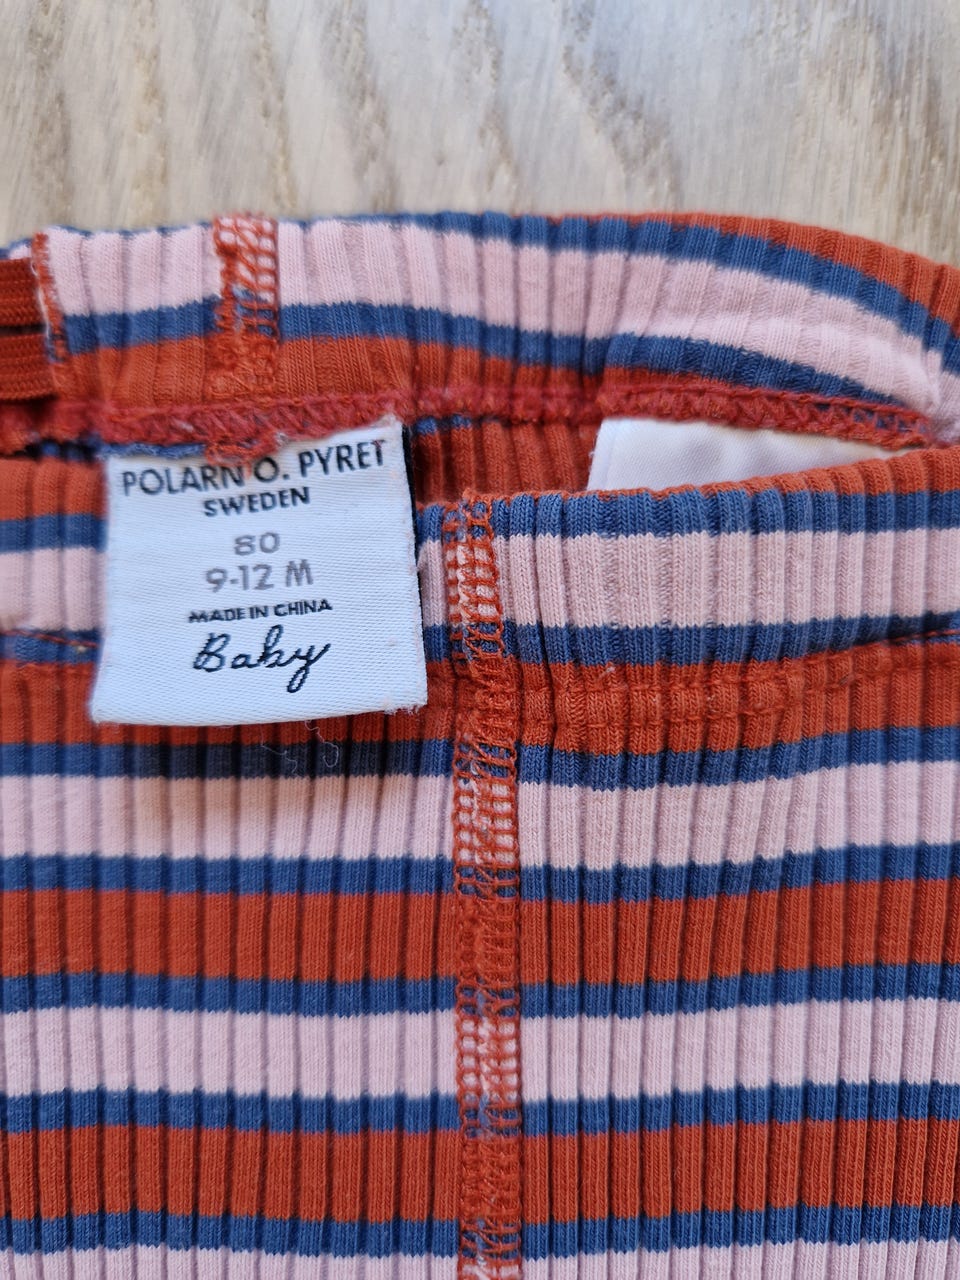 POLARN O. PYRET
SWEDEN
80
9-12 M
MADE IN CHINA
Baby